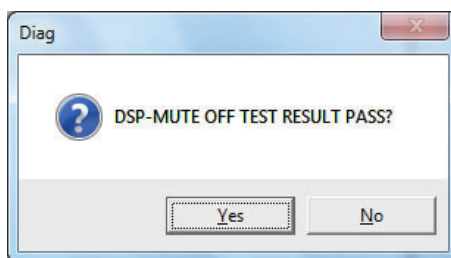 Diag
DSP-MUTE OFF TEST RESULT PASS?
Yes
No